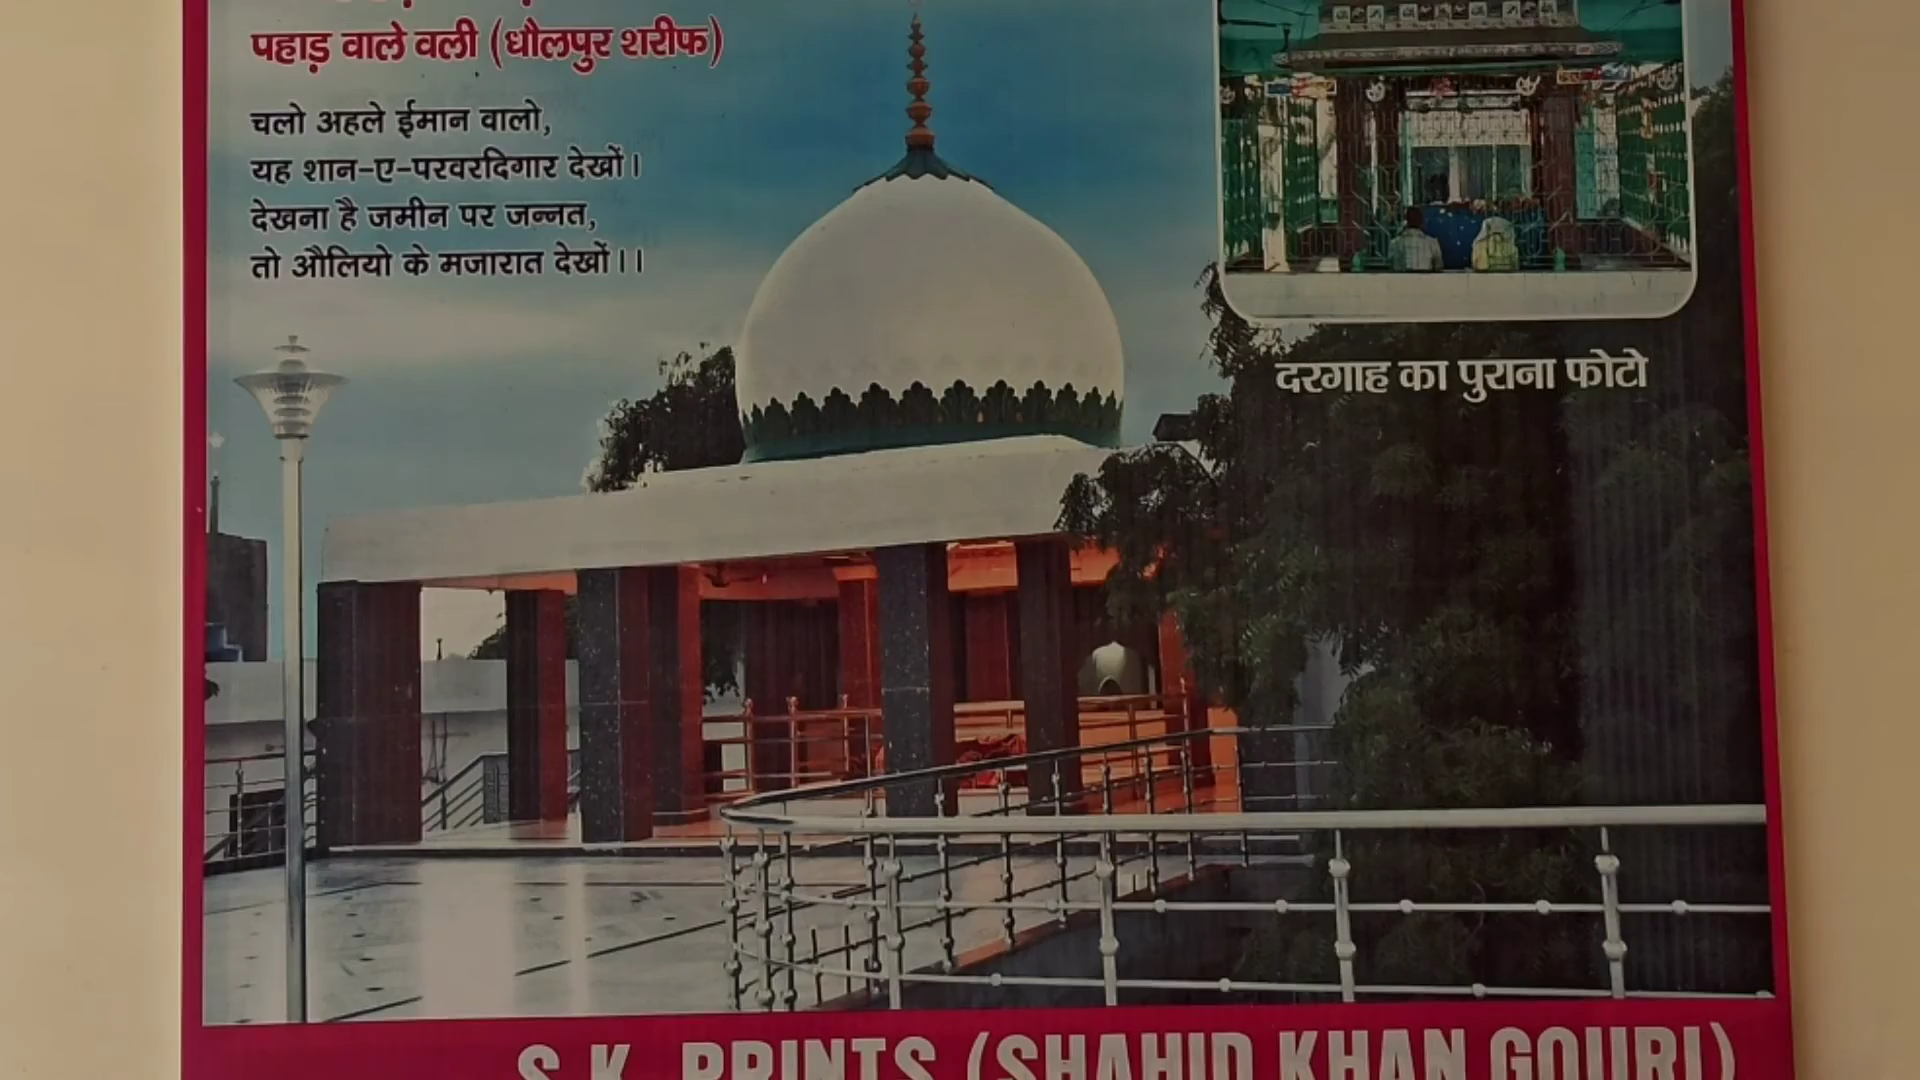 पहाड़ वाले वली (धौलपुर शरीफ)
चलो अहले ईमान वालो,
यह शान-ए-परवरदिगार देखों।
देखना है जमीन पर जन्नत,
तो औलियो के मजारात देखों।।
दरगाह का पुराना फोटो
S.K. PRINTS (SHAHID KHAN GOURI)